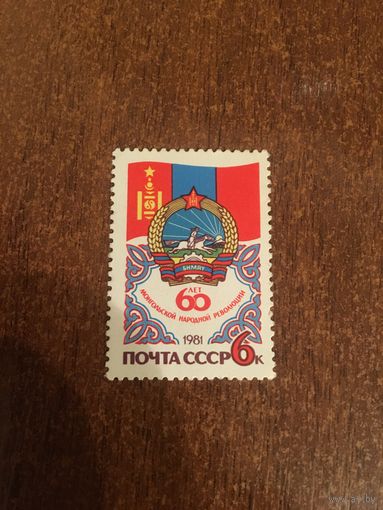 БНМАУ
60 ЛЕТ
МОНГОЛЬСКОЙ НАРОДНОЙ РЕВОЛЮЦИИ
1981
ПОЧТА СССР 6к